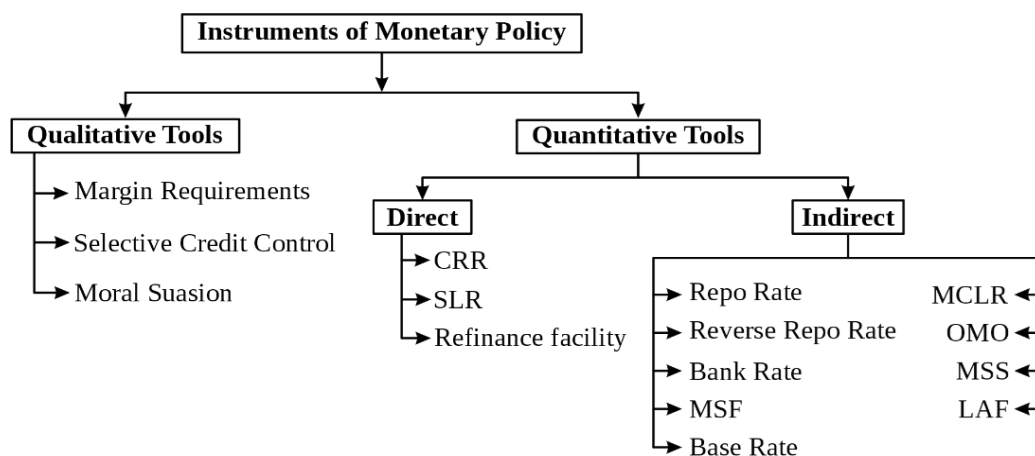 Instruments of Monetary Policy
Qualitative Tools
Margin Requirements
Selective Credit Control
Moral Suasion
Quantitative Tools
Direct
CRR
SLR
Refinance facility
Indirect
Repo Rate
Reverse Repo Rate
Bank Rate
MSF
Base Rate
MCLR
OMO
MSS
LAF